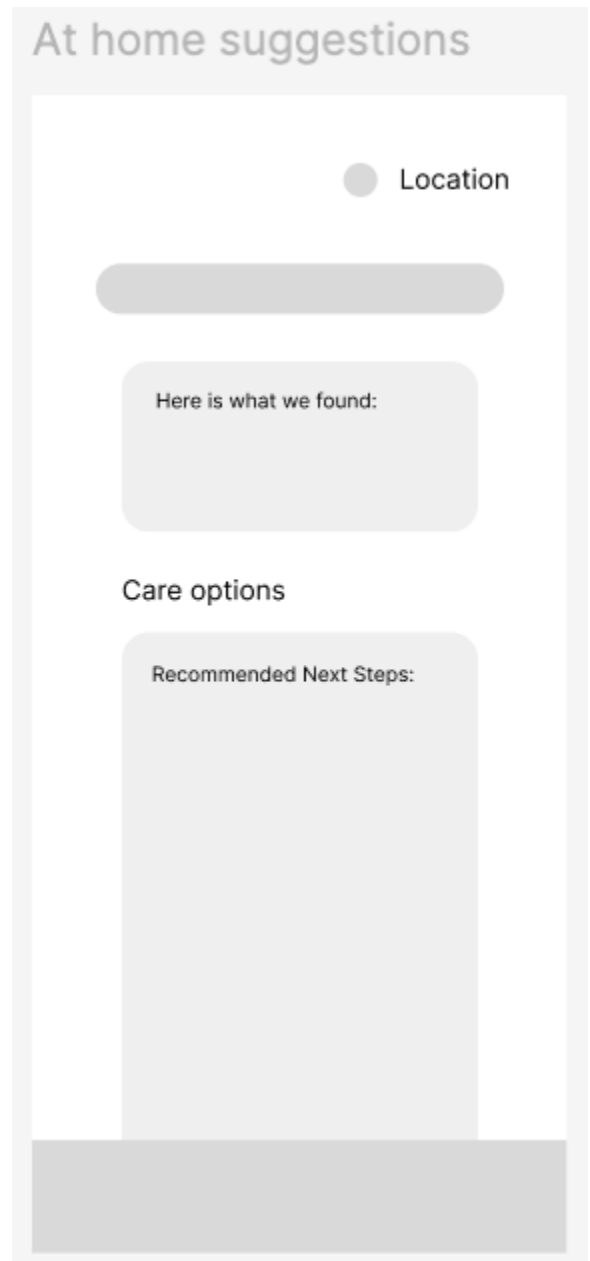 At home suggestions
Location
Here is what we found:
Care options
Recommended Next Steps: